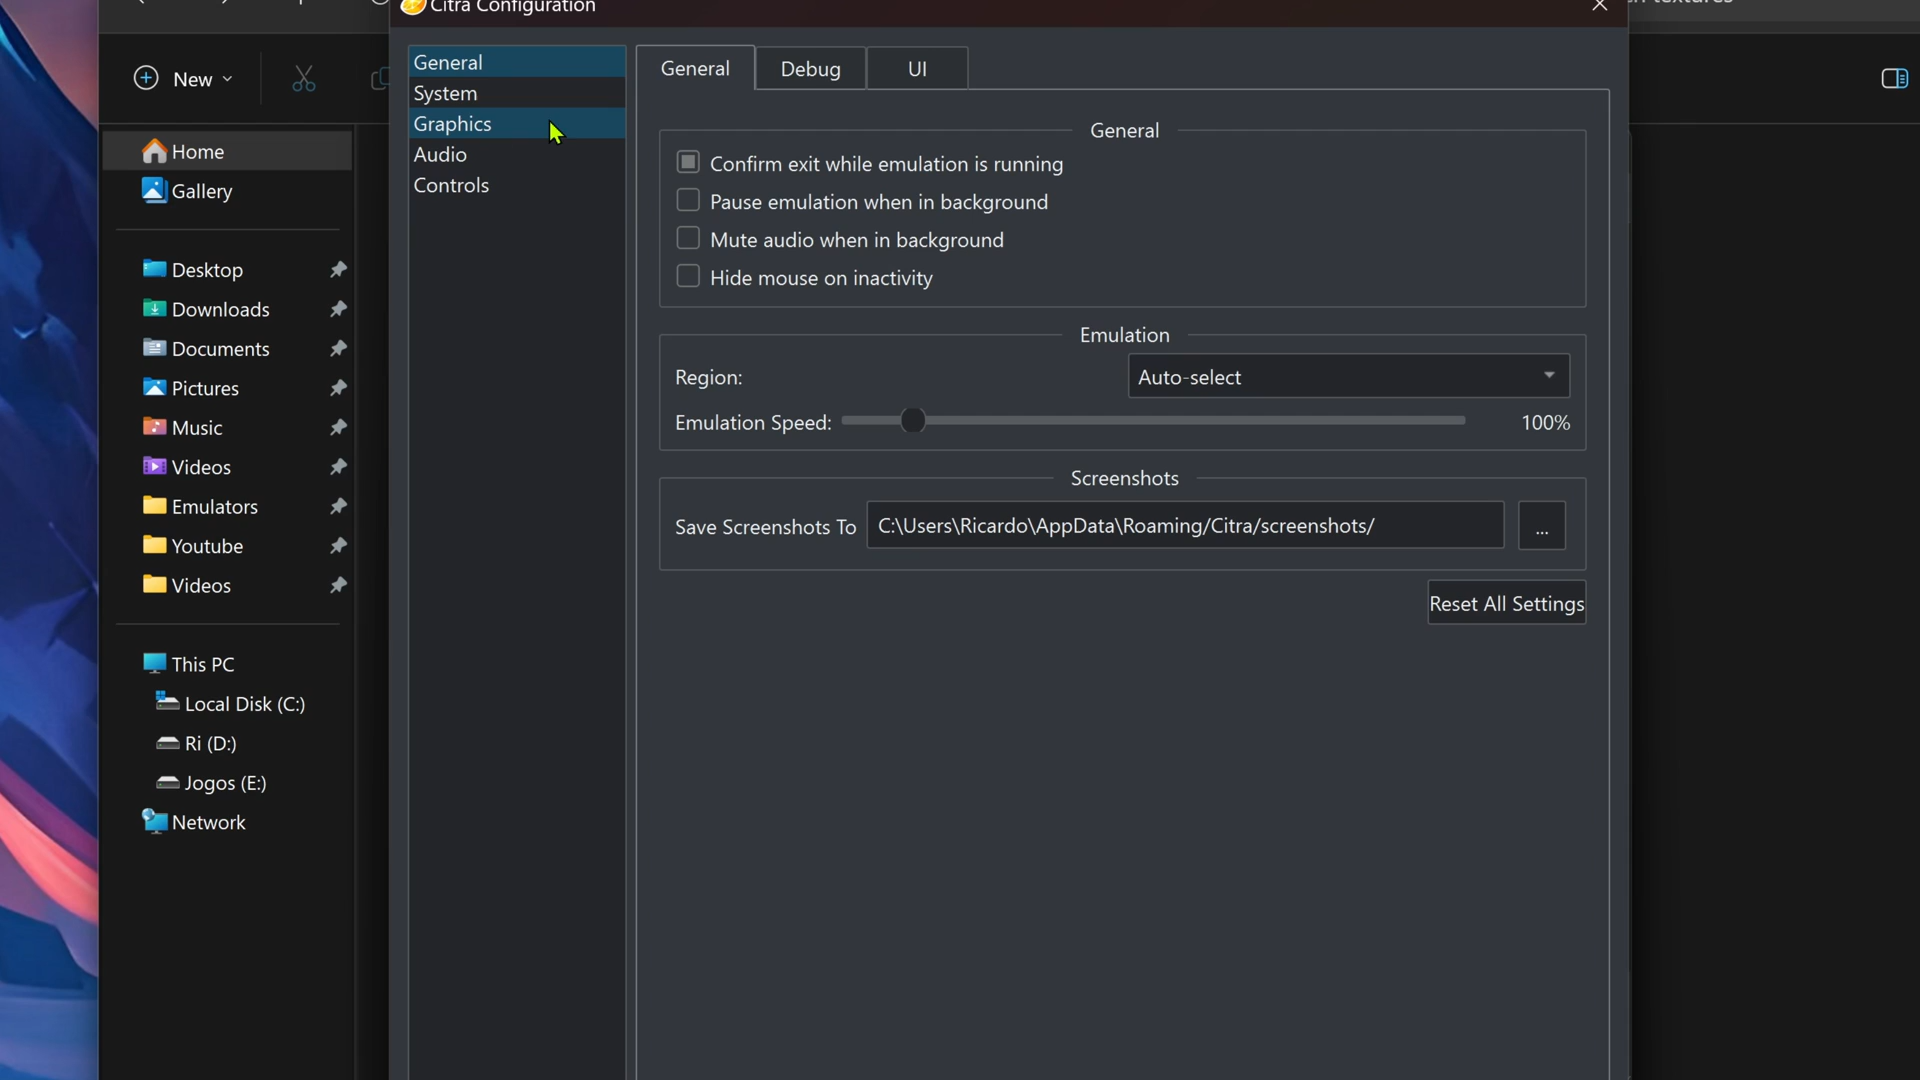 Citra Configuration
textures
New
Home
Gallery
Desktop
Downloads
Documents
Pictures
Music
Videos
Emulators
Youtube
Videos
This PC
Local Disk (C:)
Ri (D:)
Jogos (E:)
Network
General
System
Graphics
Audio
Controls
General Debug UI
General
Confirm exit while emulation is running
Pause emulation when in background
Mute audio when in background
Hide mouse on inactivity
Emulation
Region: Auto-select
Emulation Speed: 100%
Screenshots
Save Screenshots To C:\Users\Ricardo\AppData\Roaming/Citra/screenshots/ ...
Reset All Settings